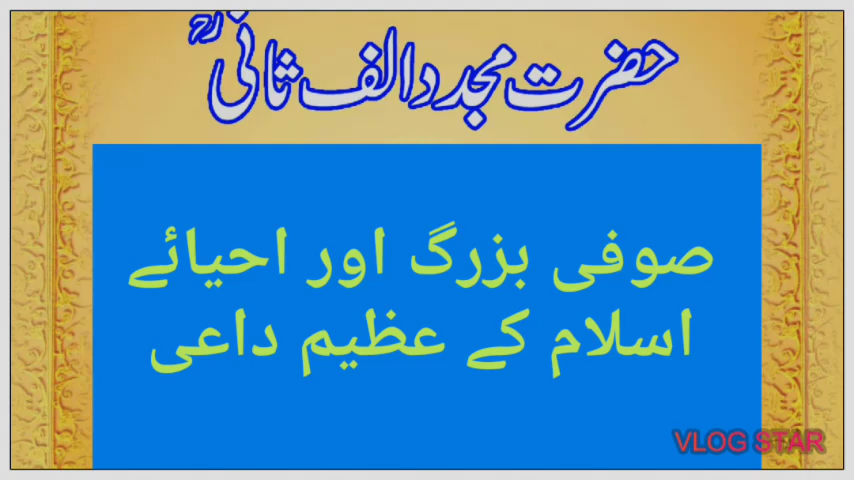 حضرت مجدد الف ثانیؒ
صوفی بزرگ اور احیائے
اسلام کے عظیم داعی
VLOG STAR